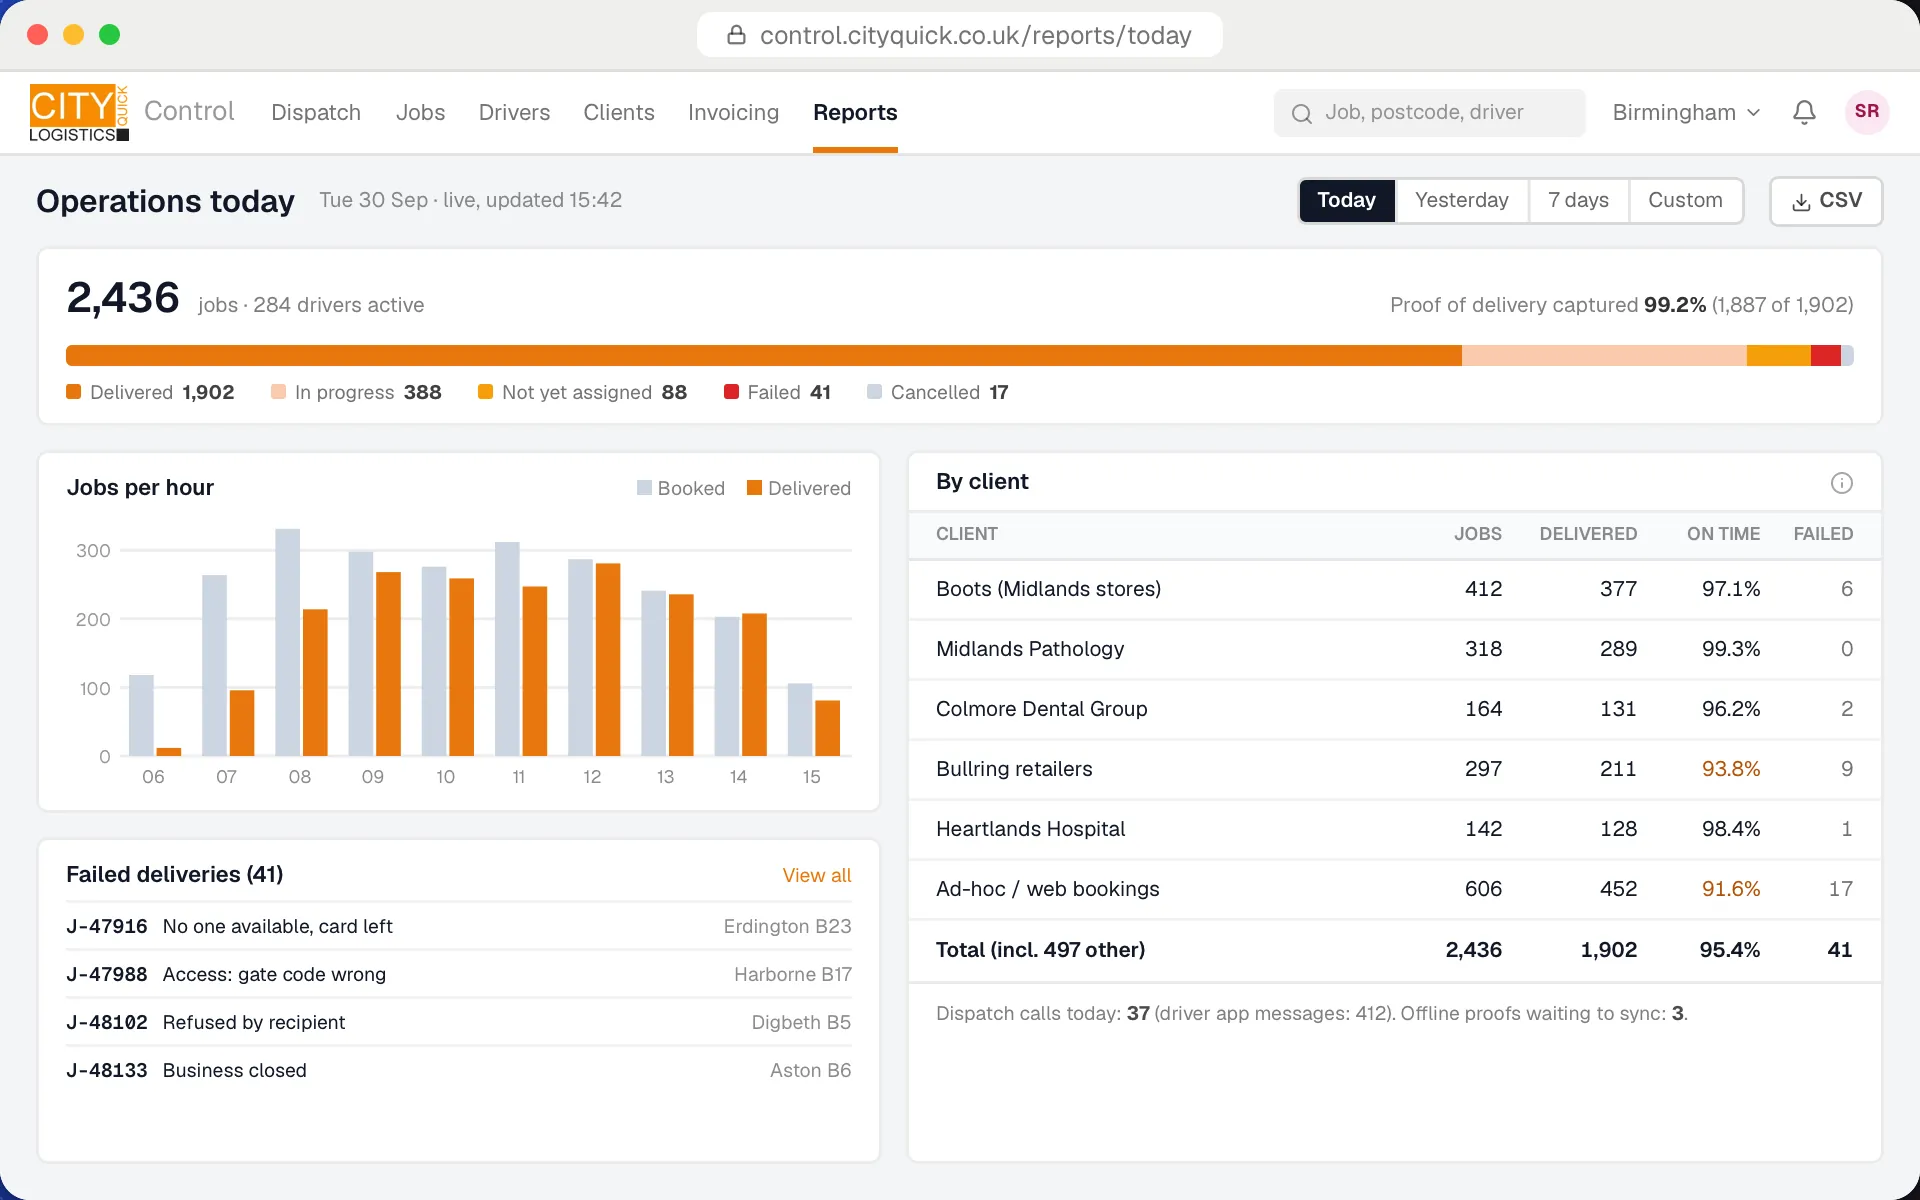 control.cityquick.co.uk/reports/today
CITY QUICK
LOGISTICS
Control
Dispatch
Jobs
Drivers
Clients
Invoicing
Reports
Job, postcode, driver
Birmingham
SR
Operations today
Tue 30 Sep · live, updated 15:42
Today
Yesterday
7 days
Custom
CSV
2,436 jobs · 284 drivers active
Proof of delivery captured 99.2% (1,887 of 1,902)
Delivered 1,902
In progress 388
Not yet assigned 88
Failed 41
Cancelled 17
Jobs per hour
Booked
Delivered
300
200
100
0
06 07 08 09 10 11 12 13 14 15
Failed deliveries (41)
View all
J-47916 No one available, card left Erdington B23
J-47988 Access: gate code wrong Harborne B17
J-48102 Refused by recipient Digbeth B5
J-48133 Business closed Aston B6
By client
CLIENT JOBS DELIVERED ON TIME FAILED
Boots (Midlands stores) 412 377 97.1% 6
Midlands Pathology 318 289 99.3% 0
Colmore Dental Group 164 131 96.2% 2
Bullring retailers 297 211 93.8% 9
Heartlands Hospital 142 128 98.4% 1
Ad-hoc / web bookings 606 452 91.6% 17
Total (incl. 497 other) 2,436 1,902 95.4% 41
Dispatch calls today: 37 (driver app messages: 412). Offline proofs waiting to sync: 3.